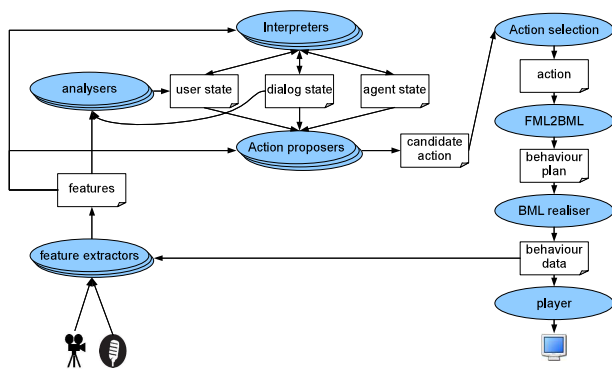 Interpreters
Action selection
analysers
user state
dialog state
agent state
action
FML2BML
Action proposers
candidate
action
behaviour
plan
features
BML realiser
feature extractors
behaviour
data
player